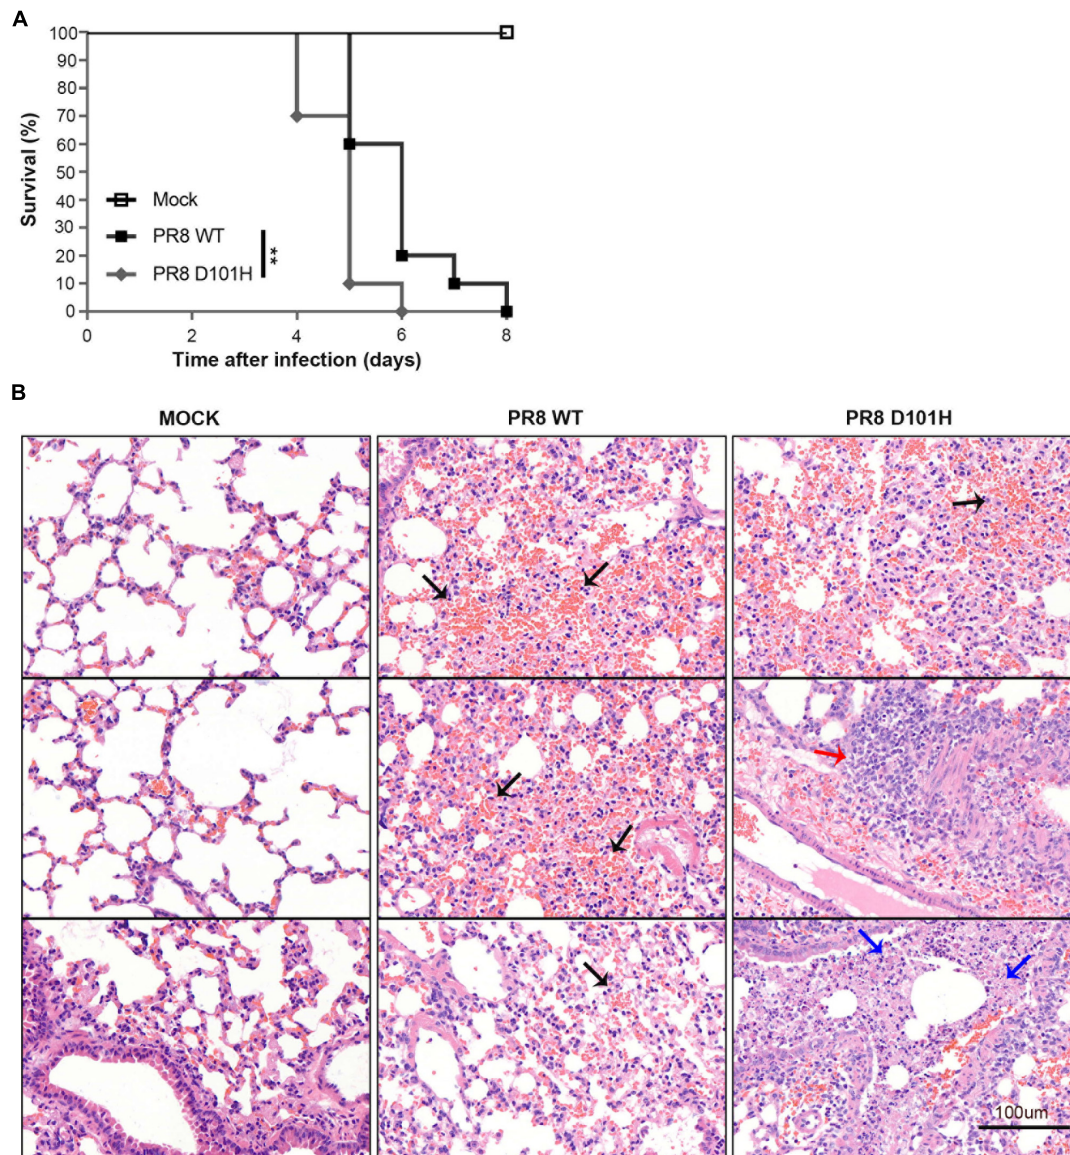 A
100
90
80
70
60
50
40
30
20
10
0
Survival (%)
Mock
PR8 WT
PR8 D101H
**
0 2 4 6 8
Time after infection (days)
B
MOCK PR8 WT PR8 D101H
100um